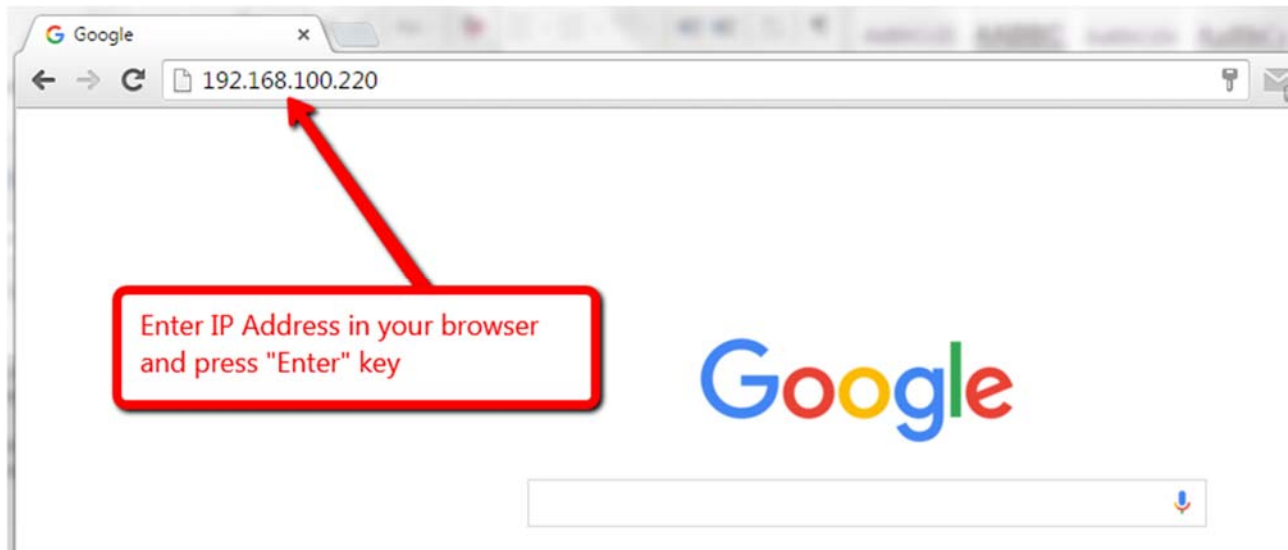 Google
192.168.100.220
Enter IP Address in your browser
and press "Enter" key
Google